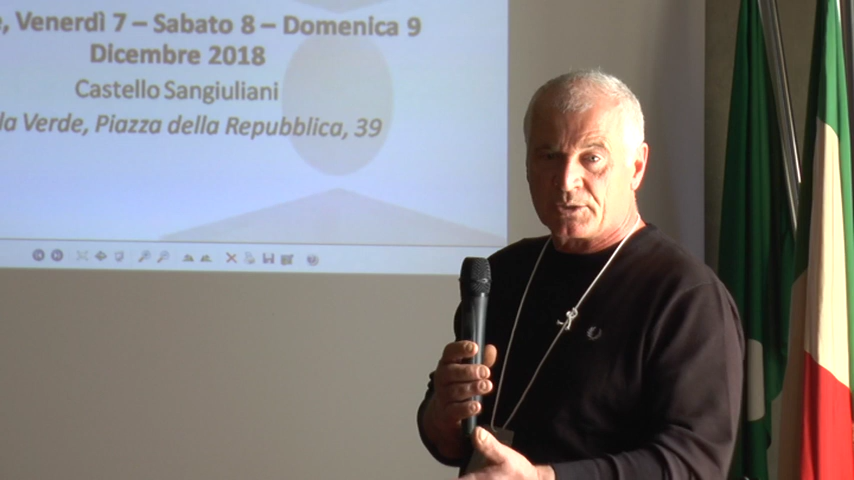 , Venerdì 7 – Sabato 8 – Domenica 9
Dicembre 2018
Castello Sangiuliani
la Verde, Piazza della Repubblica, 39